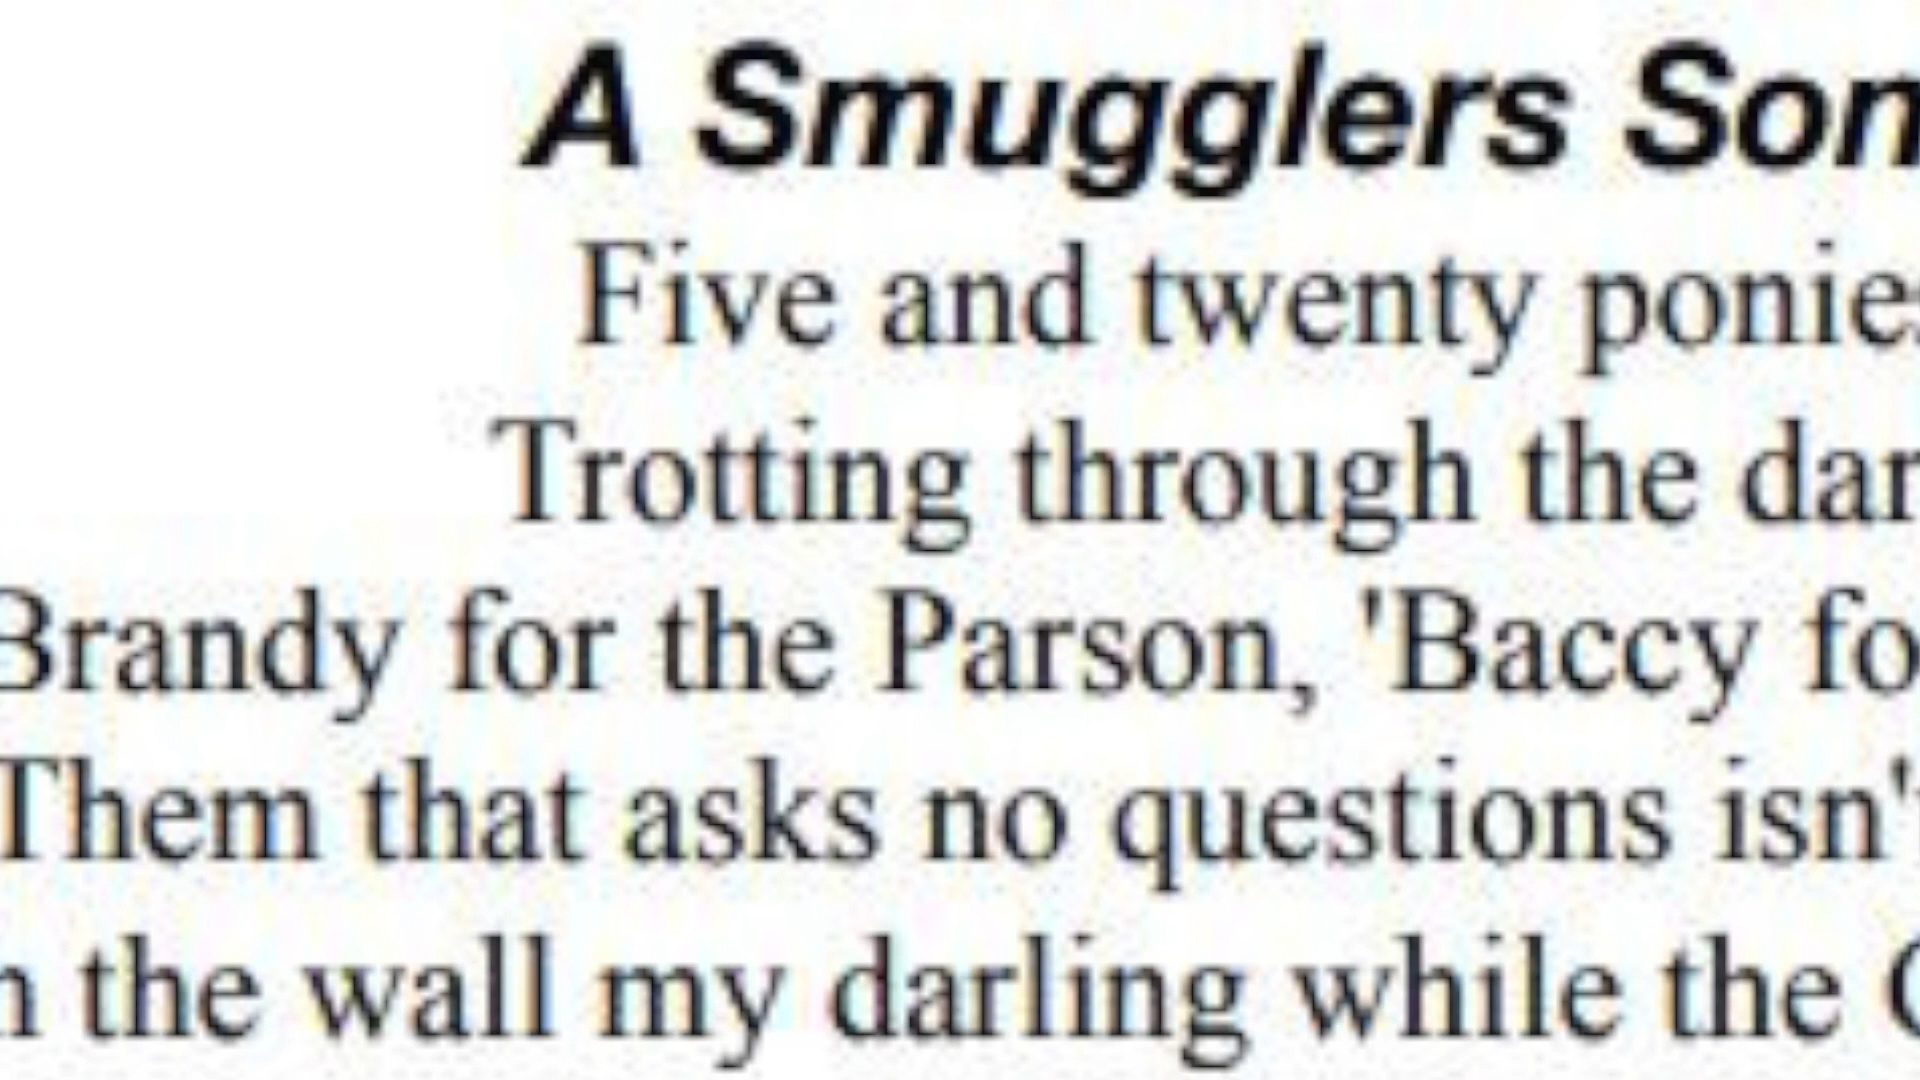 A Smugglers Son
Five and twenty ponies
Trotting through the dar
Brandy for the Parson, 'Baccy fo
Them that asks no questions isn'
the wall my darling while the